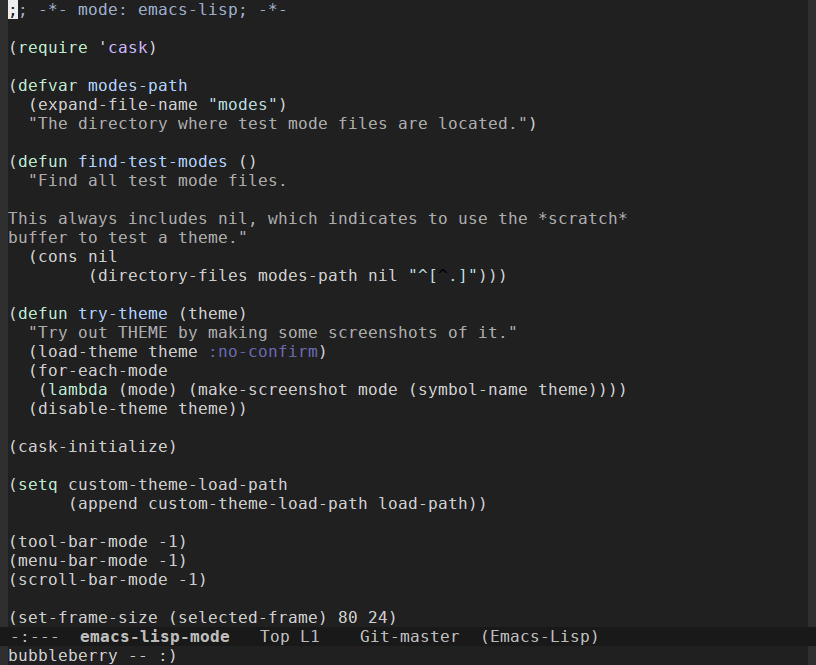 ;; -*- mode: emacs-lisp; -*-

(require 'cask)

(defvar modes-path
  (expand-file-name "modes")
  "The directory where test mode files are located.")

(defun find-test-modes ()
  "Find all test mode files.

This always includes nil, which indicates to use the *scratch*
buffer to test a theme."
  (cons nil
        (directory-files modes-path nil "^[^.]")))

(defun try-theme (theme)
  "Try out THEME by making some screenshots of it."
  (load-theme theme :no-confirm)
  (for-each-mode
   (lambda (mode) (make-screenshot mode (symbol-name theme))))
  (disable-theme theme))

(cask-initialize)

(setq custom-theme-load-path
      (append custom-theme-load-path load-path))

(tool-bar-mode -1)
(menu-bar-mode -1)
(scroll-bar-mode -1)

(set-frame-size (selected-frame) 80 24)
-:---  emacs-lisp-mode   Top L1    Git-master  (Emacs-Lisp)
bubbleberry -- :)